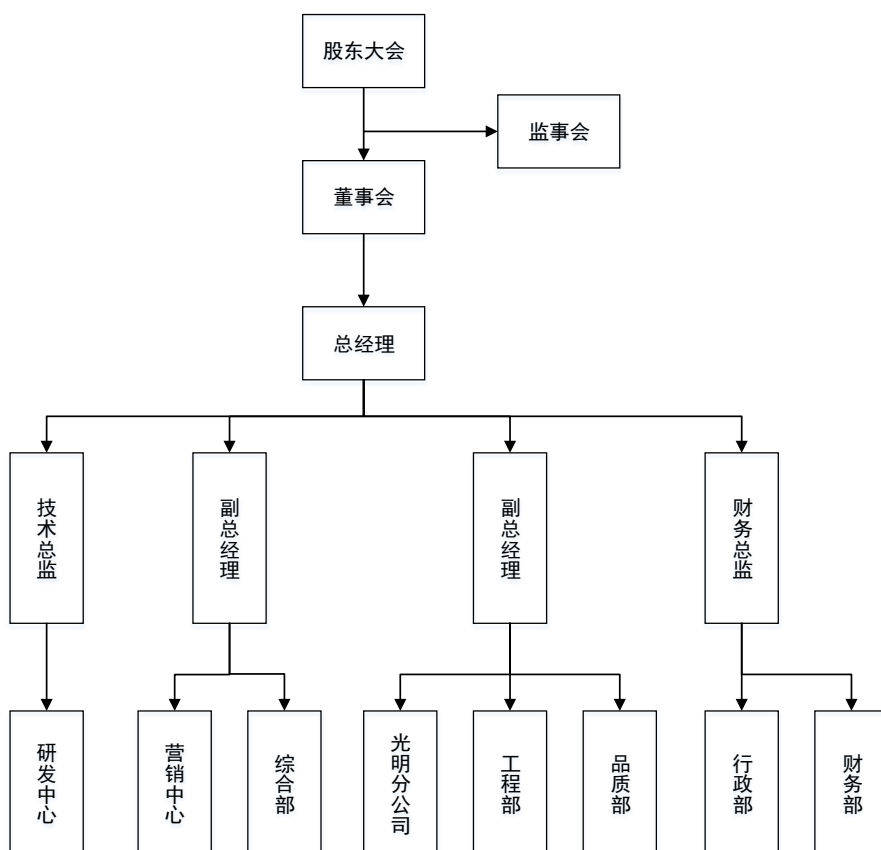 股东大会
监事会
董事会
总经理
技术总监
副总经理
副总经理
财务总监
研发中心
营销中心
综合部
光明分公司
工程部
品质部
行政部
财务部